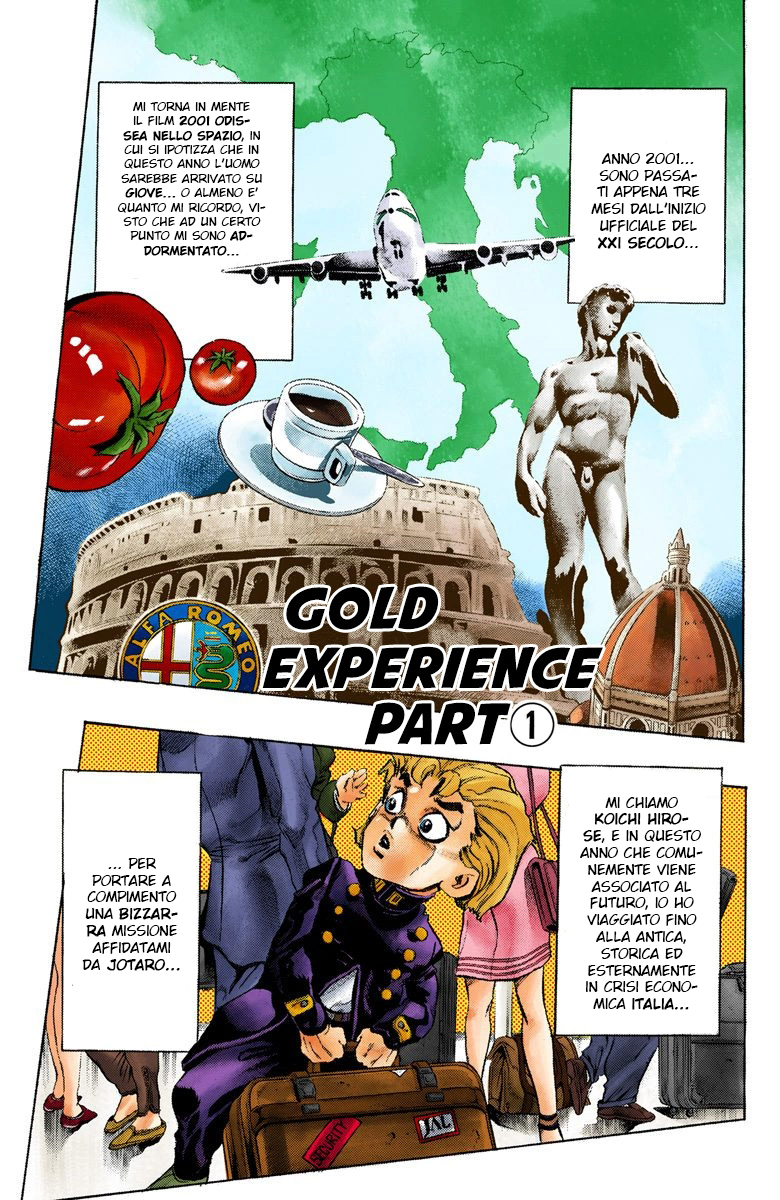 ANNO 2001...
SONO PASSA-
TI APPENA TRE
MESI DALL'INIZIO
UFFICIALE DEL
XXI SECOLO...
MI TORNA IN MENTE
IL FILM 2001 ODIS-
SEA NELLO SPAZIO, IN
CUI SI IPOTIZZA CHE IN
QUESTO ANNO L'UOMO
SAREBBE ARRIVATO SU
GIOVE... O ALMENO E'
QUANTO MI RICORDO, VI-
STO CHE AD UN CERTO
PUNTO MI SONO AD-
DORMENTATO...
ALFA ROMEO
GOLD
EXPERIENCE
PART 1
MI CHIAMO
KOICHI HIRO-
SE, E IN QUESTO
ANNO CHE COMU-
NEMENTE VIENE
ASSOCIATO AL
FUTURO, IO HO
VIAGGIATO FINO
ALLA ANTICA,
STORICA ED
ESTERNAMENTE
IN CRISI ECONO-
MICA ITALIA...
... PER
PORTARE A
COMPIMENTO
UNA BIZZAR-
RA MISSIONE
AFFIDATAMI
DA JOTARO...
SECURITY
JAL